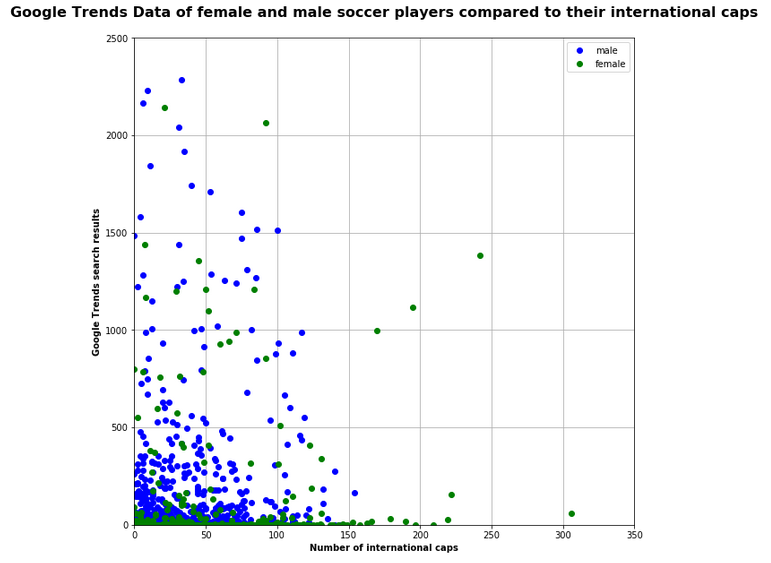 Google Trends Data of female and male soccer players compared to their international caps
2500
male
female
2000
1500
Google Trends search results
1000
500
0
0 50 100 150 200 250 300 350
Number of international caps